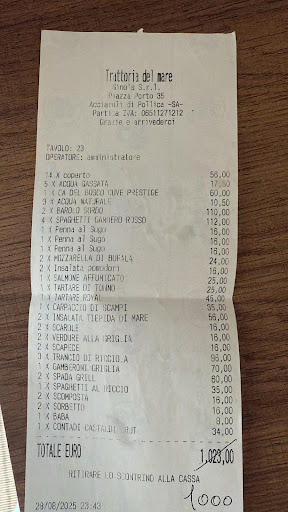 Trattoria del mare
Ginola S.r.l.
Piazza Porto 35
Acciaroli di Pollica -SA-
Partita IVA: 06511271212
Grazie e arrivederci
TAVOLO: 23
OPERATORE: amministratore
14 X coperto 56,00
5 X ACQUA GASSATA 17,50
1 X CA DEL BOSCO CUVE PRESTIGE 60,00
3 X ACQUA NATURALE 10,50
2 X BAROLO BORGO 110,00
4 X SPAGHETTI GAMBERO ROSSO 112,00
1 X Penna al Sugo 16,00
1 X Penna al Sugo 16,00
1 X Penna al Sugo 16,00
2 X MOZZARELLA DI BUFALA 24,00
2 X Insalata pomodori 16,00
1 X SALMONE AFFUMICATO 25,00
1 X TARTARE DI TONNO 25,00
1 X TARTARE ROYAL 45,00
1 X CARPACCIO DI SCAMPI 35,00
2 X INSALATA TIEPIDA DI MARE 56,00
2 X SCAROLE 16,00
2 X VERDURE ALLA GRIGLIA 16,00
2 X SCAPECE 16,00
3 X TRANCIO DI RICCIOLA 96,00
1 X GAMBERONI GRIGLIA 70,00
2 X SPADA GRILL 60,00
1 X SPAGHETTI AL RICCIO 35,00
2 X SCOMPOSTA 16,00
2 X SORBETTO 16,00
1 X BABA 8,00
1 X CONTADI CASTALDI 34,00
TOTALE EURO 1.023,00
RITIRARE LO SCONTRINO ALLA CASSA
28/08/2025 23:43 1000